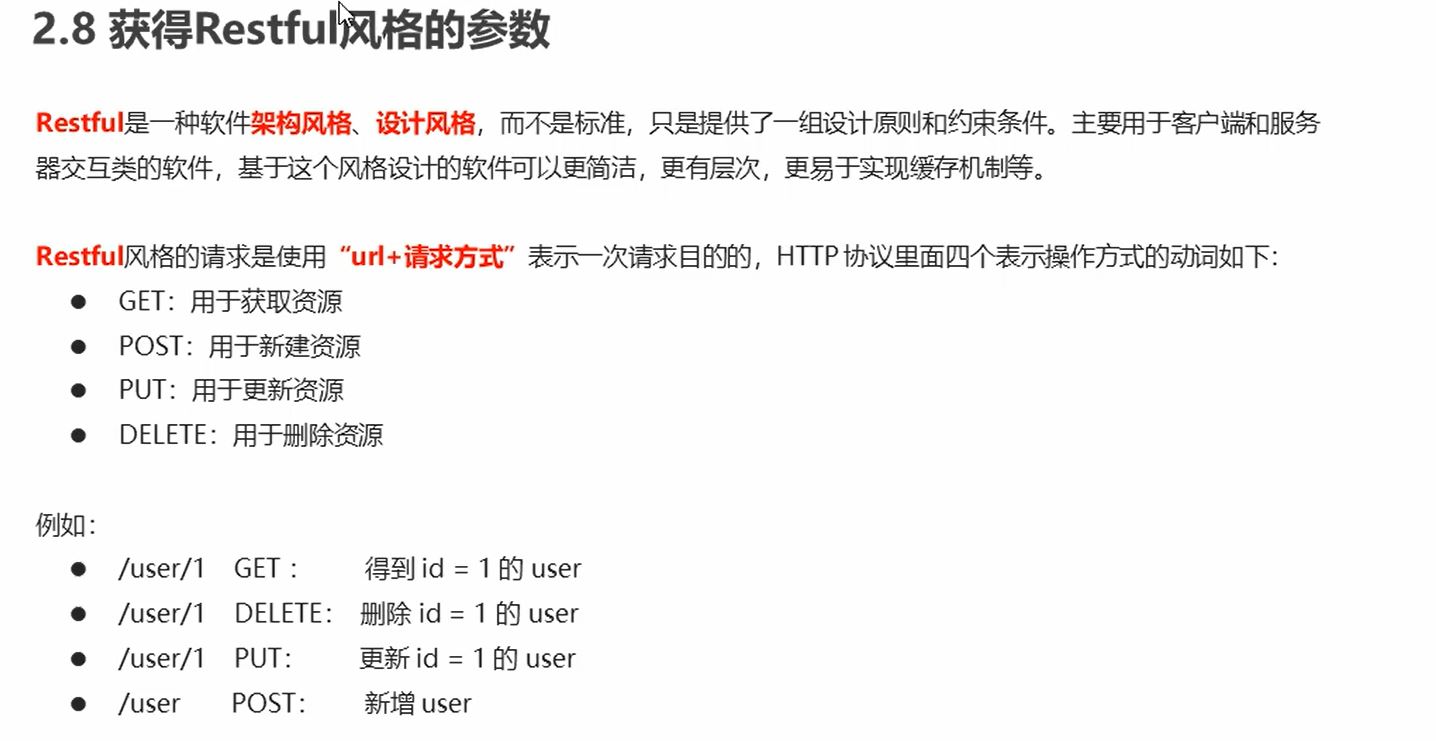 2.8 获得Restful风格的参数
Restful是一种软件架构风格、设计风格，而不是标准，只是提供了一组设计原则和约束条件。主要用于客户端和服务
器交互类的软件，基于这个风格设计的软件可以更简洁，更有层次，更易于实现缓存机制等。
Restful风格的请求是使用“url+请求方式”表示一次请求目的的，HTTP 协议里面四个表示操作方式的动词如下：
● GET：用于获取资源
● POST：用于新建资源
● PUT：用于更新资源
● DELETE：用于删除资源
例如：
● /user/1 GET ： 得到 id = 1 的 user
● /user/1 DELETE： 删除 id = 1 的 user
● /user/1 PUT： 更新 id = 1 的 user
● /user POST： 新增 user